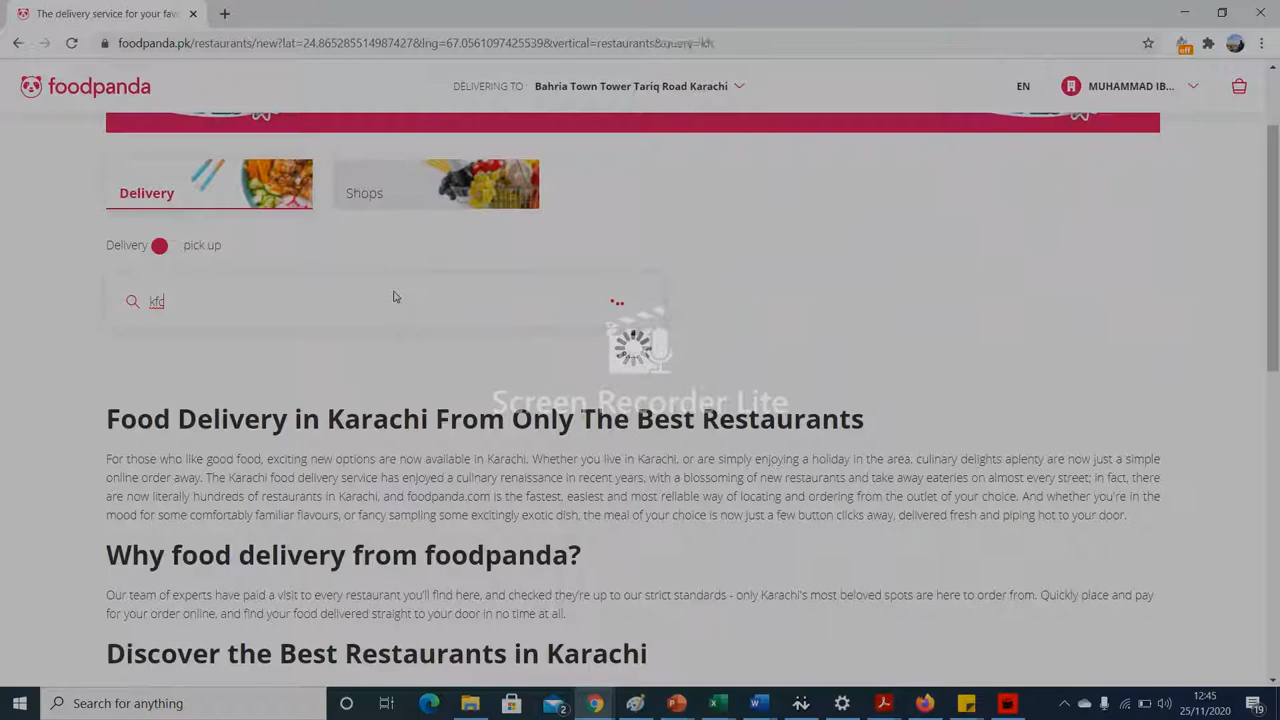 The delivery service for your fav
foodpanda.pk/restaurants/new?lat=24.865285514987427&lng=67.0561097425539&vertical=restaurants&query=kfc
foodpanda
DELIVERING TO Bahria Town Tower Tariq Road Karachi
EN
MUHAMMAD IB...
Delivery
Shops
Delivery pick up
kfc
Screen Recorder Lite
Food Delivery in Karachi From Only The Best Restaurants
For those who like good food, exciting new options are now available in Karachi. Whether you live in Karachi, or are simply enjoying a holiday in the area, culinary delights aplenty are now just a simple
online order away. The Karachi food delivery service has enjoyed a culinary renaissance in recent years, with a blossoming of new restaurants and take away eateries on almost every street; in fact, there
are now literally hundreds of restaurants in Karachi, and foodpanda.com is the fastest, easiest and most reliable way of locating and ordering from the outlet of your choice. And whether you're in the
mood for some comfortably familiar flavours, or fancy sampling some excitingly exotic dish, the meal of your choice is now just a few button clicks away, delivered fresh and piping hot to your door.
Why food delivery from foodpanda?
Our team of experts have paid a visit to every restaurant you'll find here, and checked they're up to our strict standards - only Karachi's most beloved spots are here to order from. Quickly place and pay
for your order online, and find your food delivered straight to your door in no time at all.
Discover the Best Restaurants in Karachi
Search for anything
2
12:45
25/11/2020
19
off